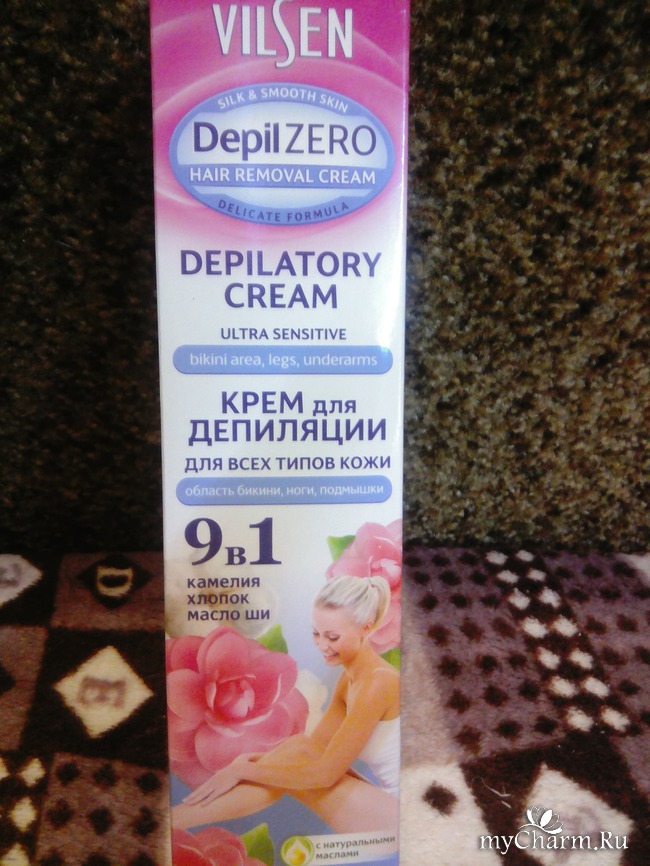 VILSEN
SILK & SMOOTH SKIN
DepilZERO
HAIR REMOVAL CREAM
DELICATE FORMULA
DEPILATORY
CREAM
ULTRA SENSITIVE
bikini area, legs, underarms
КРЕМ для
ДЕПИЛЯЦИИ
ДЛЯ ВСЕХ ТИПОВ КОЖИ
область бикини, ноги, подмышки
9в1
камелия
хлопок
масло ши
с натуральными
маслами
myCharm.Ru